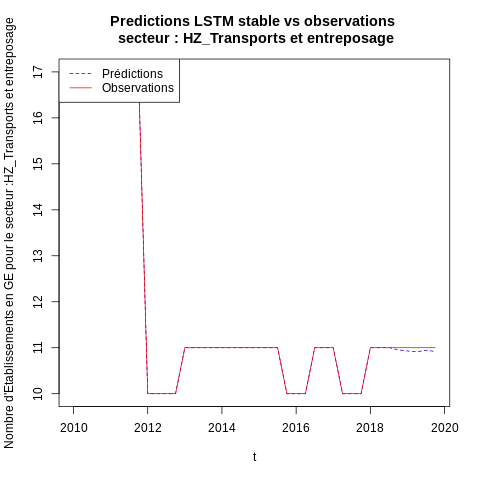 Predictions LSTM stable vs observations
secteur : HZ_Transports et entreposage
Nombre d'Etablissements en GE pour le secteur :HZ_Transports et entreposage
17
16
15
14
13
12
11
10
Prédictions
Observations
2010 2012 2014 2016 2018 2020
t